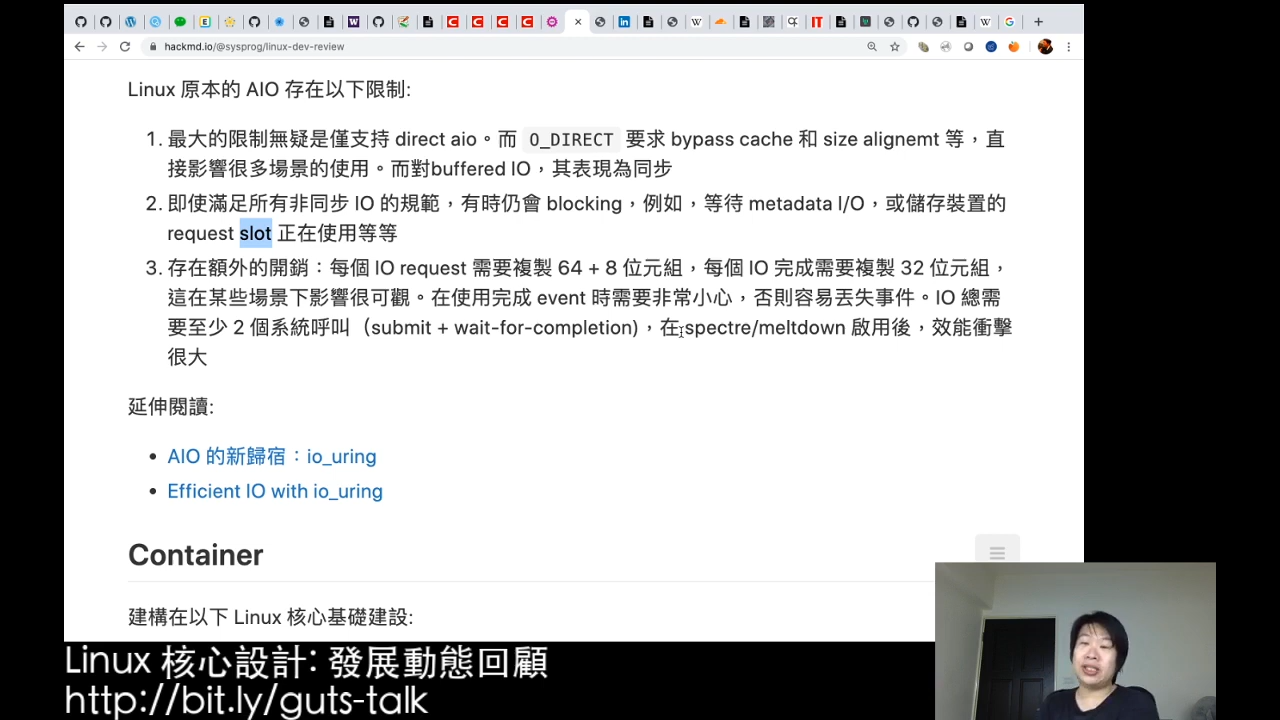 hackmd.io/@sysprog/linux-dev-review
Linux 原本的 AIO 存在以下限制:
1. 最大的限制無疑是僅支持 direct aio。而 O_DIRECT 要求 bypass cache 和 size alignemt 等，直
接影響很多場景的使用。而對buffered IO，其表現為同步
2. 即使滿足所有非同步 IO 的規範，有時仍會 blocking，例如，等待 metadata I/O，或儲存裝置的
request slot 正在使用等等
3. 存在額外的開銷：每個 IO request 需要複製 64 + 8 位元組，每個 IO 完成需要複製 32 位元組，
這在某些場景下影響很可觀。在使用完成 event 時需要非常小心，否則容易丟失事件。IO 總需
要至少 2 個系統呼叫（submit + wait-for-completion)，在 spectre/meltdown 啟用後，效能衝擊
很大
延伸閱讀:
• AIO 的新歸宿：io_uring
• Efficient IO with io_uring
Container
建構在以下 Linux 核心基礎建設:
Linux 核心設計: 發展動態回顧
http://bit.ly/guts-talk